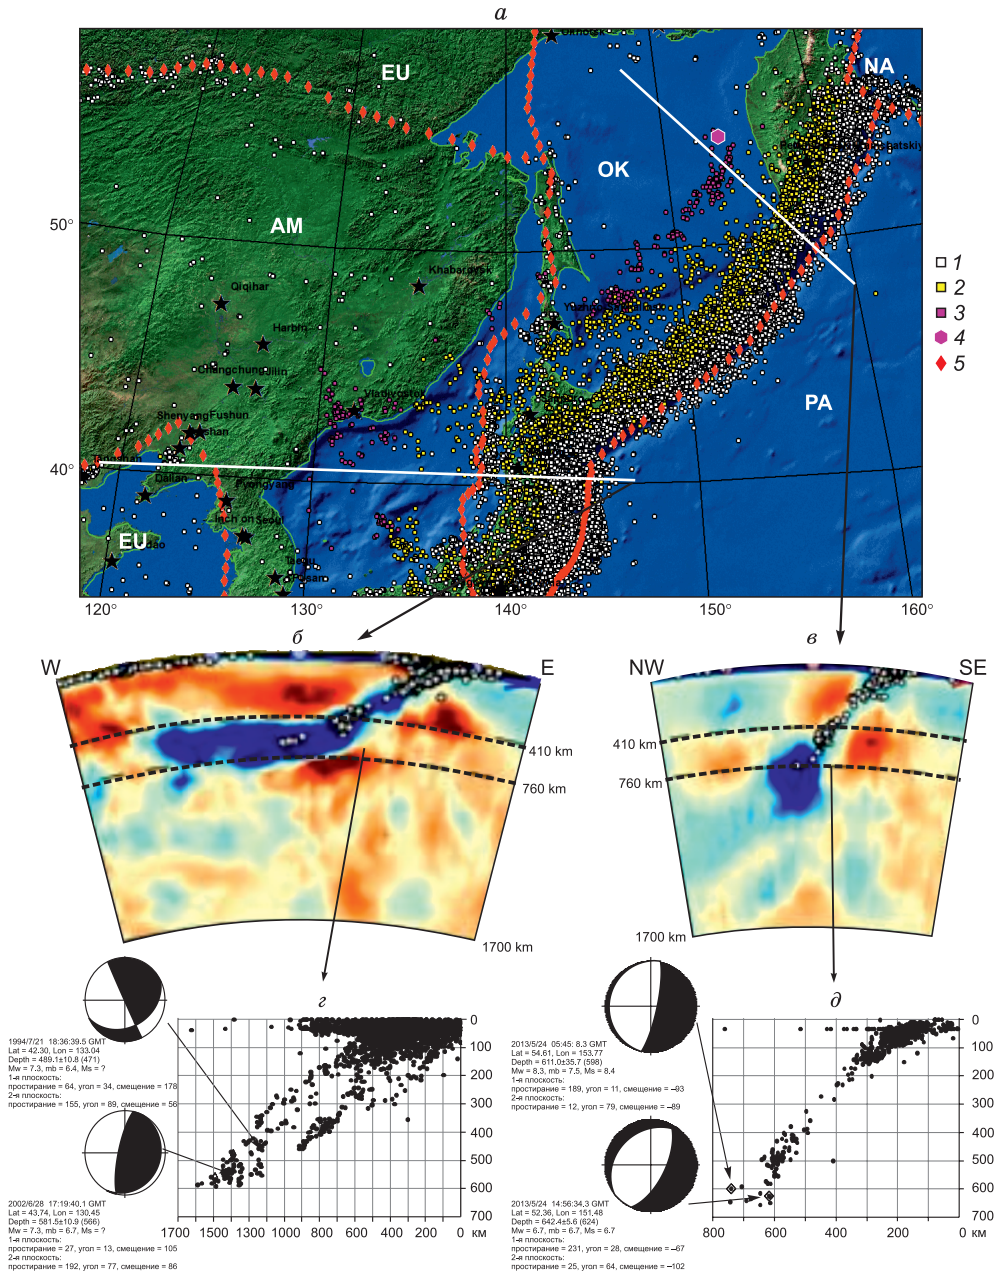 а
Okhotsk
EU
NA
OK
AM
PA
EU
50°
40°
Khabarovsk
Qiqihar
Harbin
Changchung
Jilin
Vladivostok
Shenyang
Fushun
Dalian
Pyongyang
Inch on
Seoul
Pusan
120°
130°
140°
150°
160°
1
2
3
4
5
б
W
E
410 km
760 km
1700 km
в
NW
SE
410 km
760 km
1700 km
г
1994/7/21 18:36:39.5 GMT
Lat = 42.30, Lon = 133.04
Depth = 489.1±10.8 (471)
Mw = 7.3, mb = 6.4, Ms = ?
1-я плоскость:
простирание = 64, угол = 34, смещение = 178
2-я плоскость:
простирание = 155, угол = 89, смещение = 56
2002/6/28 17:19:40.1 GMT
Lat = 43,74, Lon = 130.45
Depth = 581.5±10.9 (566)
Mw = 7.3, mb = 6.7, Ms = ?
1-я плоскость:
простирание = 27, угол = 13, смещение = 105
2-я плоскость:
простирание = 192, угол = 77, смещение = 86
0
100
200
300
400
500
600
700
1700
1500
1300
1100
900
800
600
400
200
0 км
д
2013/5/24 05:45: 8.3 GMT
Lat = 54,61, Lon = 153,77
Depth = 611.0±35.7 (598)
Mw = 8.3, mb = 7.5, Ms = 8.4
1-я плоскость:
простирание = 189, угол = 11, смещение = –93
2-я плоскость:
простирание = 12, угол = 79, смещение = –89
2013/5/24 14:56:34,3 GMT
Lat = 52,36, Lon = 151,48
Depth = 642.4±5.6 (624)
Mw = 6.7, mb = 6.7, Ms = 6.7
1-я плоскость:
простирание = 231, угол = 28, смещение = –67
2-я плоскость:
простирание = 25, угол = 64, смещение = –102
0
100
200
300
400
500
600
700
800
600
400
200
0 км